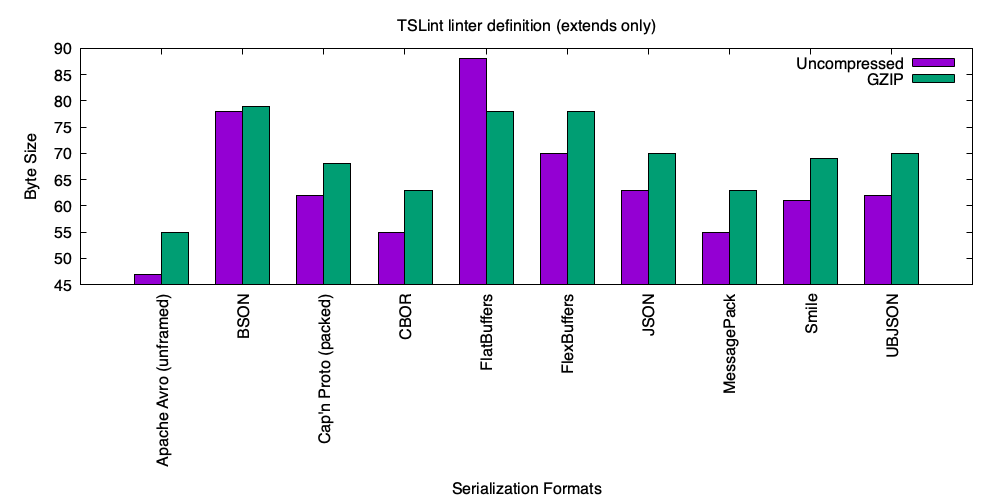 TSLint linter definition (extends only)
Uncompressed
GZIP
90
85
80
75
70
65
60
55
50
45
Byte Size
Apache Avro (unframed)
BSON
Cap'n Proto (packed)
CBOR
FlatBuffers
FlexBuffers
JSON
MessagePack
Smile
UBJSON
Serialization Formats